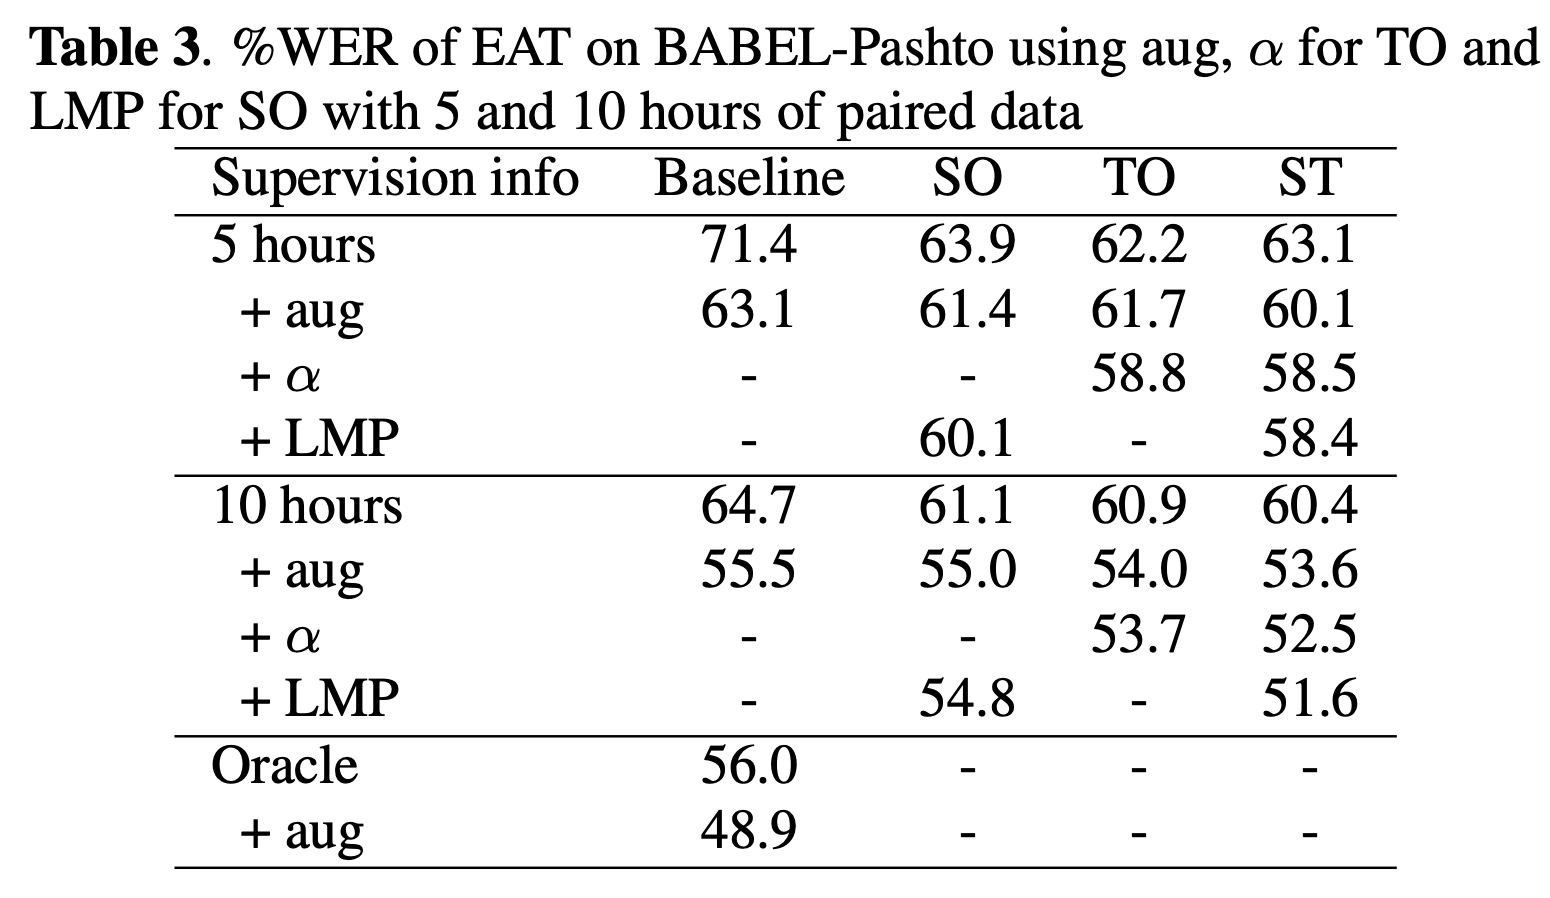 Table 3. %WER of EAT on BABEL-Pashto using aug, α for TO and
LMP for SO with 5 and 10 hours of paired data
Supervision info Baseline SO TO ST
5 hours 71.4 63.9 62.2 63.1
+ aug 63.1 61.4 61.7 60.1
+ α - - 58.8 58.5
+ LMP - 60.1 - 58.4
10 hours 64.7 61.1 60.9 60.4
+ aug 55.5 55.0 54.0 53.6
+ α - - 53.7 52.5
+ LMP - 54.8 - 51.6
Oracle 56.0 - - -
+ aug 48.9 - - -